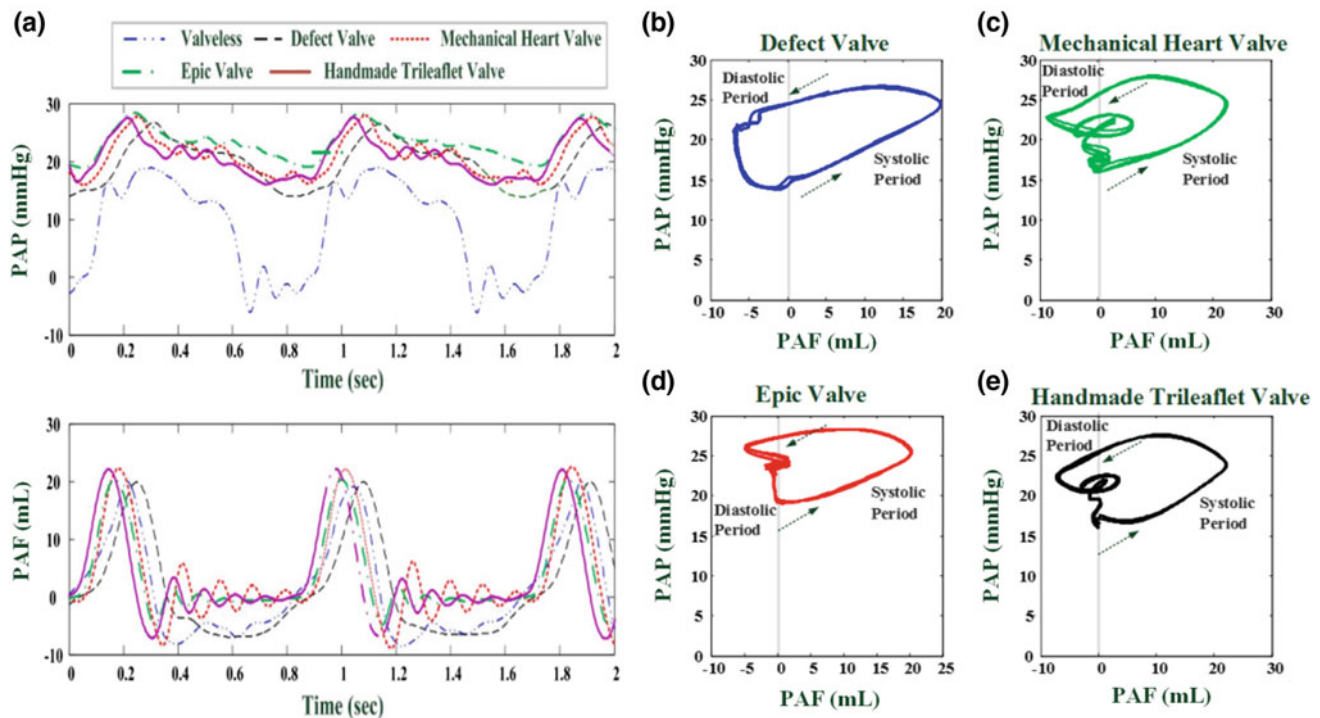 (a)
Valveless Defect Valve Mechanical Heart Valve
Epic Valve Handmade Trileaflet Valve
PAP (mmHg)
30
20
10
0
-10
0 0.2 0.4 0.6 0.8 1 1.2 1.4 1.6 1.8 2
Time (sec)
PAF (mL)
30
20
10
0
-10
0 0.2 0.4 0.6 0.8 1 1.2 1.4 1.6 1.8 2
Time (sec)
(b)
Defect Valve
PAP (mmHg)
30
25
20
15
10
5
0
Diastolic
Period
Systolic
Period
-10 -5 0 5 10 15 20
PAF (mL)
(c)
Mechanical Heart Valve
PAP (mmHg)
30
25
20
15
10
5
0
Diastolic
Period
Systolic
Period
-10 0 10 20 30
PAF (mL)
(d)
Epic Valve
PAP (mmHg)
30
25
20
15
10
5
0
Diastolic
Period
Systolic
Period
-10 -5 0 5 10 15 20 25
PAF (mL)
(e)
Handmade Trileaflet Valve
PAP (mmHg)
30
25
20
15
10
5
0
Diastolic
Period
Systolic
Period
-10 0 10 20 30
PAF (mL)